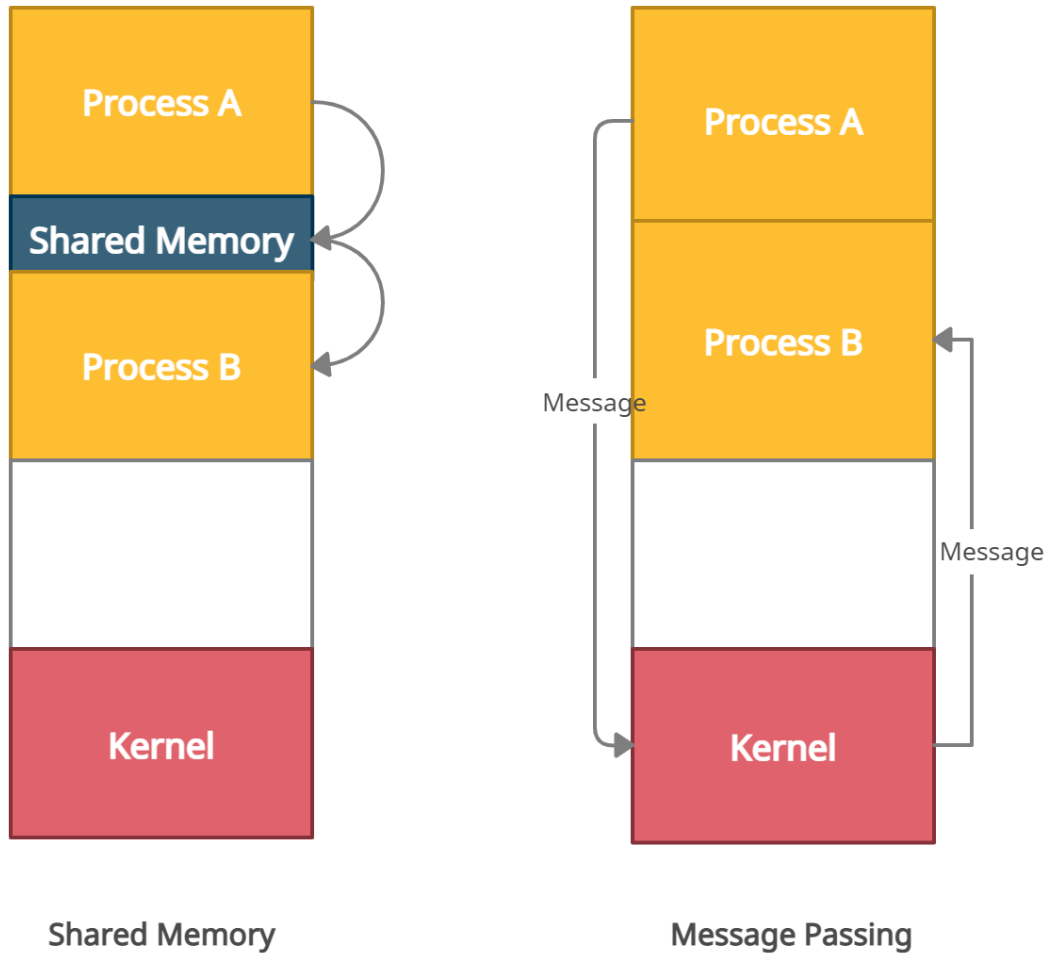 Process A
Shared Memory
Process B
Kernel
Shared Memory
Process A
Process B
Message
Message
Kernel
Message Passing